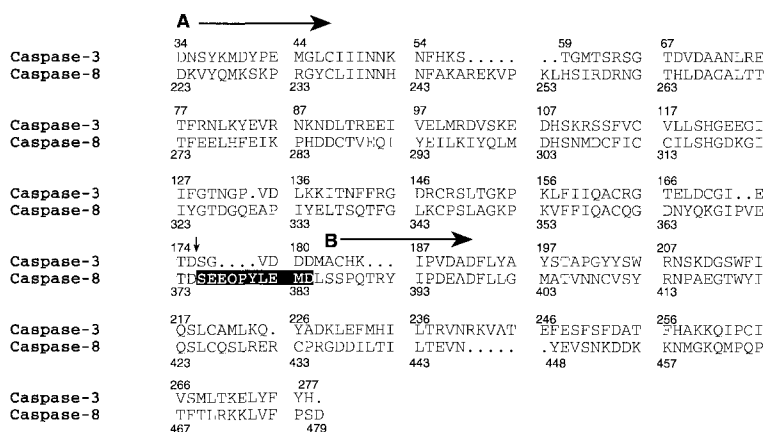 A
34 44 54 59 67
Caspase-3 DNSYKMDYPE MGLCIIINNK NFHKS..... ..TGMTSRSG TDVDAANLRE
Caspase-8 DKVYQMKSKP RGYCLIINNH NFAKAREKVP KLHSIRDRNG THLDAGALTT
223 233 243 253 263
77 87 97 107 117
Caspase-3 TFRNLKYEVR NKNDLTREEI VELMRDVSKE DHSKRSSFVC VLLSHGEEGI
Caspase-8 TFEELHFEIK PHDDCTVEQI YEILKIYQLM DHSNMDCFIC CILSHGDKGI
273 283 293 303 313
127 136 146 156 166
Caspase-3 IFGTNGP.VD LKKITNFFRG DRCRSLTGKP KLFIIQACRG TELDCGI..E
Caspase-8 IYGTDGQEAP IYELTSQTFG LKCPSLAGKP KVFFIQACQG DNYQKGIPVE
323 333 343 353 363
174 180 B 187 197 207
Caspase-3 TDSG....VD DDMACHK... IPVDADFLYA YSTAPGYYSW RNSKDGSWFI
Caspase-8 TDSEEQPYLE MDLSSPQTRY IPDEADFLLG MATVNNCVSY RNPAEGTWYI
373 383 393 403 413
217 226 236 246 256
Caspase-3 QSLCAMLKQ. YADKLEFMHI LTRVNRKVAT EFESFSFDAT FHAKKQIPCI
Caspase-8 QSLCQSLRER CPRGDDILTI LTEVN..... .YEVSNKDDK KNMGKQMPQP
423 433 443 448 457
266 277
Caspase-3 VSMLTKELYF YH.
Caspase-8 TFTLRKKLVF PSD
467 479